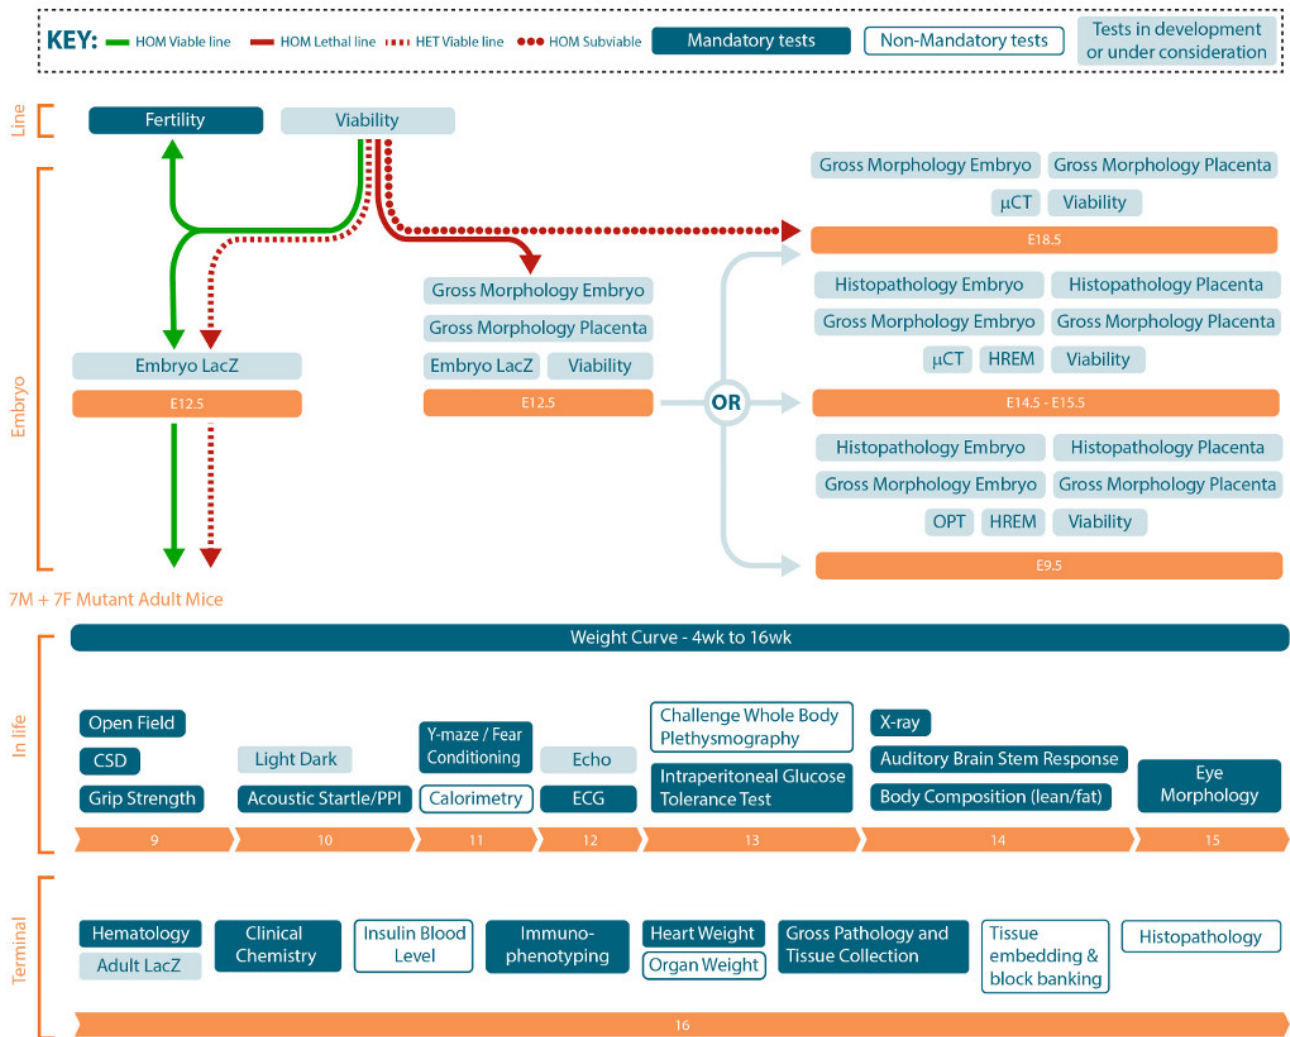 KEY:
HOM Viable line
HOM Lethal line
HET Viable line
HOM Subviable
Mandatory tests
Non-Mandatory tests
Tests in development
or under consideration
Line
Fertility
Viability
Embryo
Gross Morphology Embryo
Gross Morphology Placenta
μCT
Viability
E18.5
Gross Morphology Embryo
Gross Morphology Placenta
Embryo LacZ
Viability
E12.5
Embryo LacZ
E12.5
OR
Histopathology Embryo
Histopathology Placenta
Gross Morphology Embryo
Gross Morphology Placenta
μCT
HREM
Viability
E14.5 - E15.5
Histopathology Embryo
Histopathology Placenta
Gross Morphology Embryo
Gross Morphology Placenta
OPT
HREM
Viability
E9.5
7M + 7F Mutant Adult Mice
In life
Weight Curve - 4wk to 16wk
Open Field
CSD
Grip Strength
Light Dark
Acoustic Startle/PPI
Y-maze / Fear
Conditioning
Calorimetry
Echo
ECG
Challenge Whole Body
Plethysmography
Intraperitoneal Glucose
Tolerance Test
X-ray
Auditory Brain Stem Response
Body Composition (lean/fat)
Eye
Morphology
9
10
11
12
13
14
15
Terminal
Hematology
Adult LacZ
Clinical
Chemistry
Insulin Blood
Level
Immuno-
phenotyping
Heart Weight
Organ Weight
Gross Pathology and
Tissue Collection
Tissue
embedding &
block banking
Histopathology
16